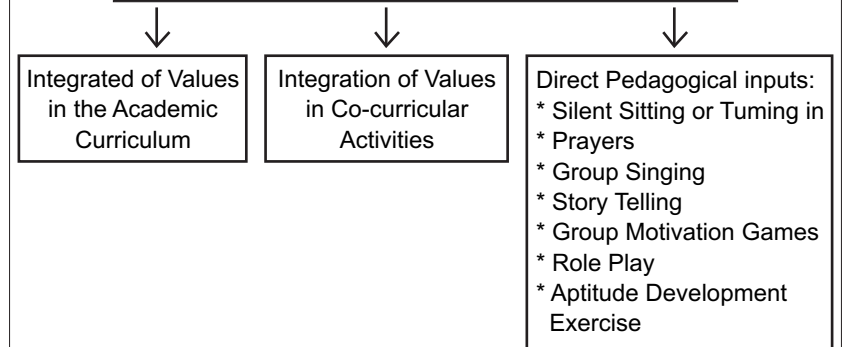 Integrated of Values
in the Academic
Curriculum
Integration of Values
in Co-curricular
Activities
Direct Pedagogical inputs:
* Silent Sitting or Tuming in
* Prayers
* Group Singing
* Story Telling
* Group Motivation Games
* Role Play
* Aptitude Development
Exercise